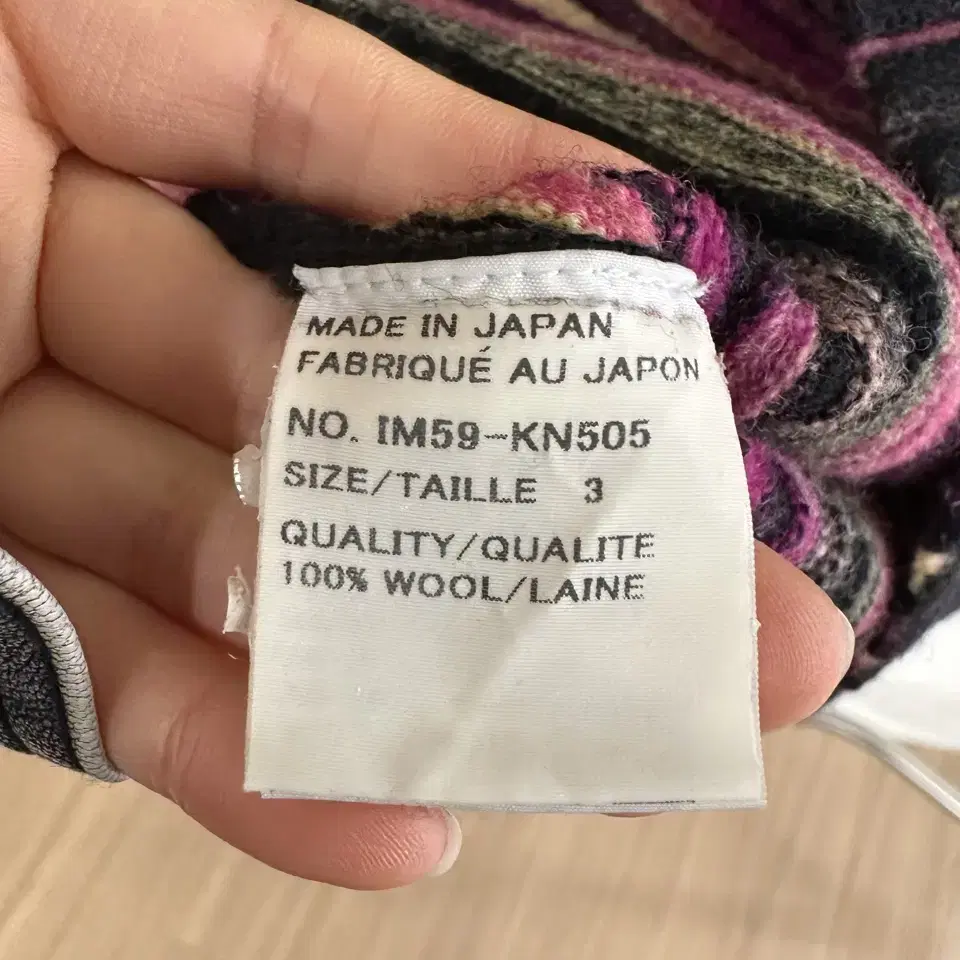 MADE IN JAPAN
FABRIQUÉ AU JAPON
NO. IM59-KN505
SIZE/TAILLE 3
QUALITY/QUALITE
100% WOOL/LAINE